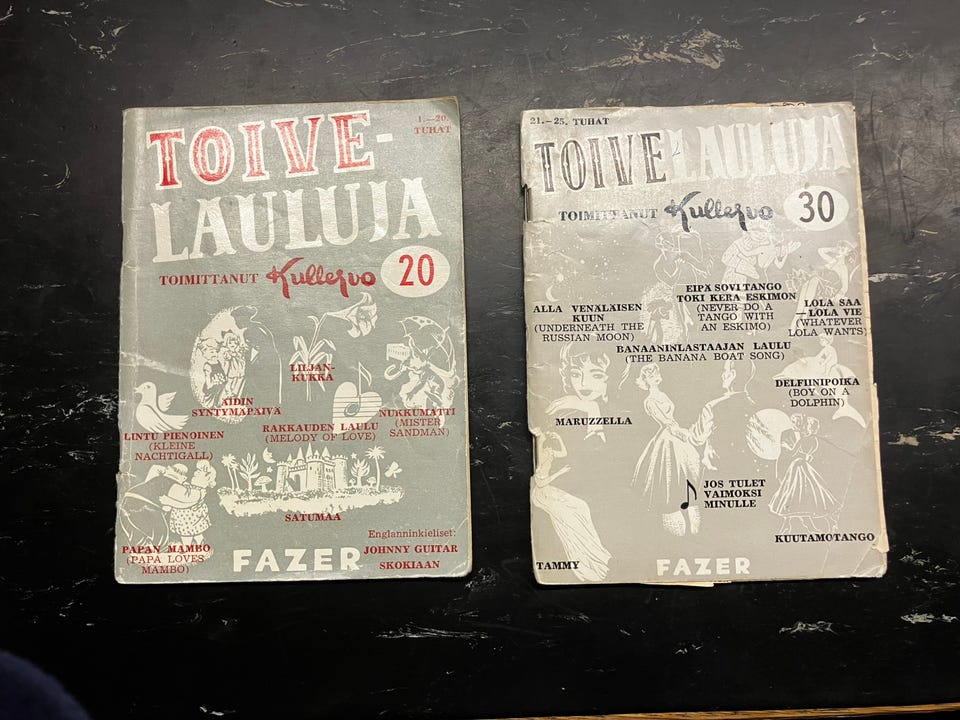 1.—20.
TUHAT
TOIVE-
LAULUJA
TOIMITTANUT Kullervo 20
LILJAN-
KUKKA
ÄIDIN
SYNTYMÄPÄIVÄ
NUKKUMATTI
(MISTER
SANDMAN)
RAKKAUDEN LAULU
(MELODY OF LOVE)
LINTU PIENOINEN
(KLEINE
NACHTIGALL)
SATUMAA
Englanninkieliset:
JOHNNY GUITAR
SKOKIAAN
PAPAN MAMBO
(PAPA LOVES
MAMBO)
FAZER
21.-25. TUHAT
TOIVELAULUJA
TOIMITTANUT Kullervo 30
ALLA VENÄLÄISEN
KUUN
(UNDERNEATH THE
RUSSIAN MOON)
EIPÄ SOVI TANGO
TOKI KERA ESKIMON
(NEVER DO A
TANGO WITH
AN ESKIMO)
LOLA SAA
— LOLA VIE
(WHATEVER
LOLA WANTS)
BANAANINLASTAAJAN LAULU
(THE BANANA BOAT SONG)
DELFIINIPOIKA
(BOY ON A
DOLPHIN)
MARUZZELLA
JOS TULET
VAIMOKSI
MINULLE
KUUTAMOTANGO
TAMMY
FAZER